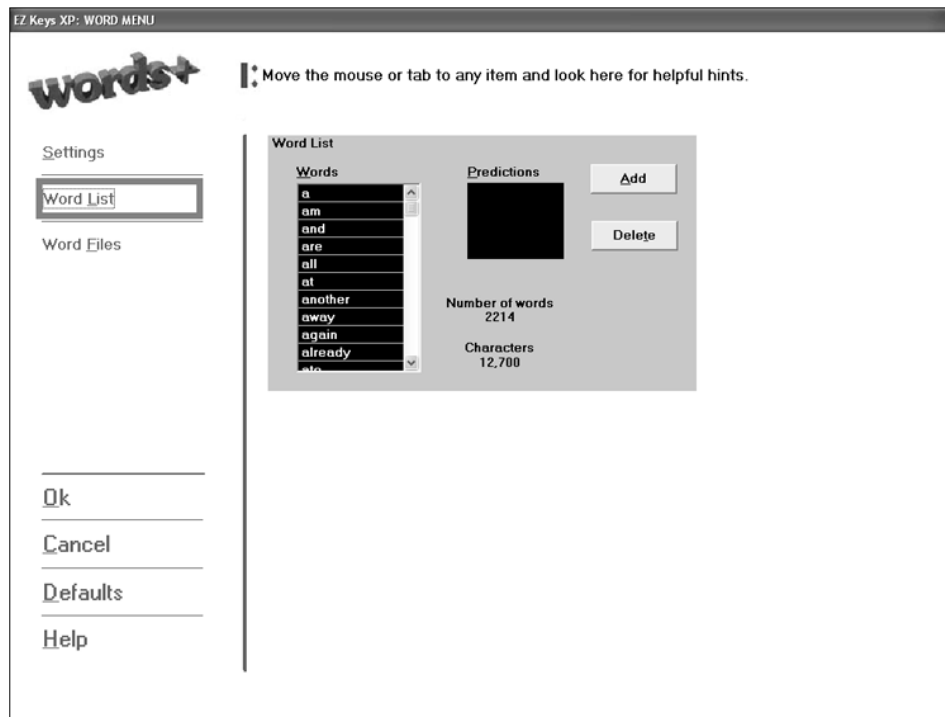 EZ Keys XP: WORD MENU
words+
Move the mouse or tab to any item and look here for helpful hints.
Settings
Word List
Word Files
Ok
Cancel
Defaults
Help
Word List
Words
a
am
and
are
all
at
another
away
again
already
Predictions
Number of words
2214
Characters
12,700
Add
Delete